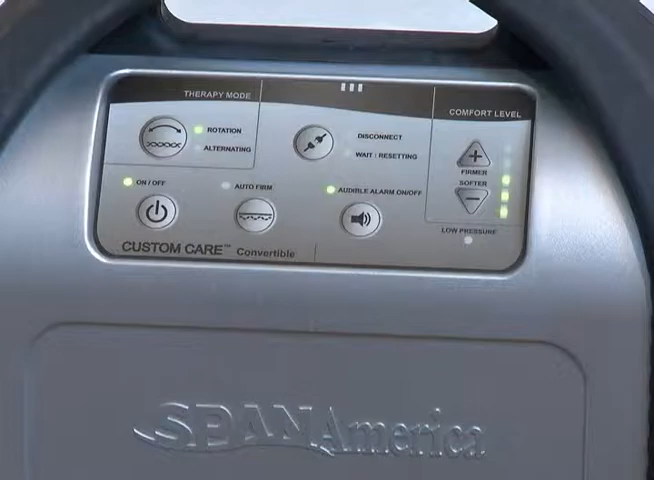 THERAPY MODE
ROTATION
ALTERNATING
DISCONNECT
WAIT : RESETTING
COMFORT LEVEL
FIRMER
SOFTER
LOW PRESSURE
ON / OFF
AUTO FIRM
AUDIBLE ALARM ON/OFF
CUSTOM CARE™ Convertible
SPANAmerica